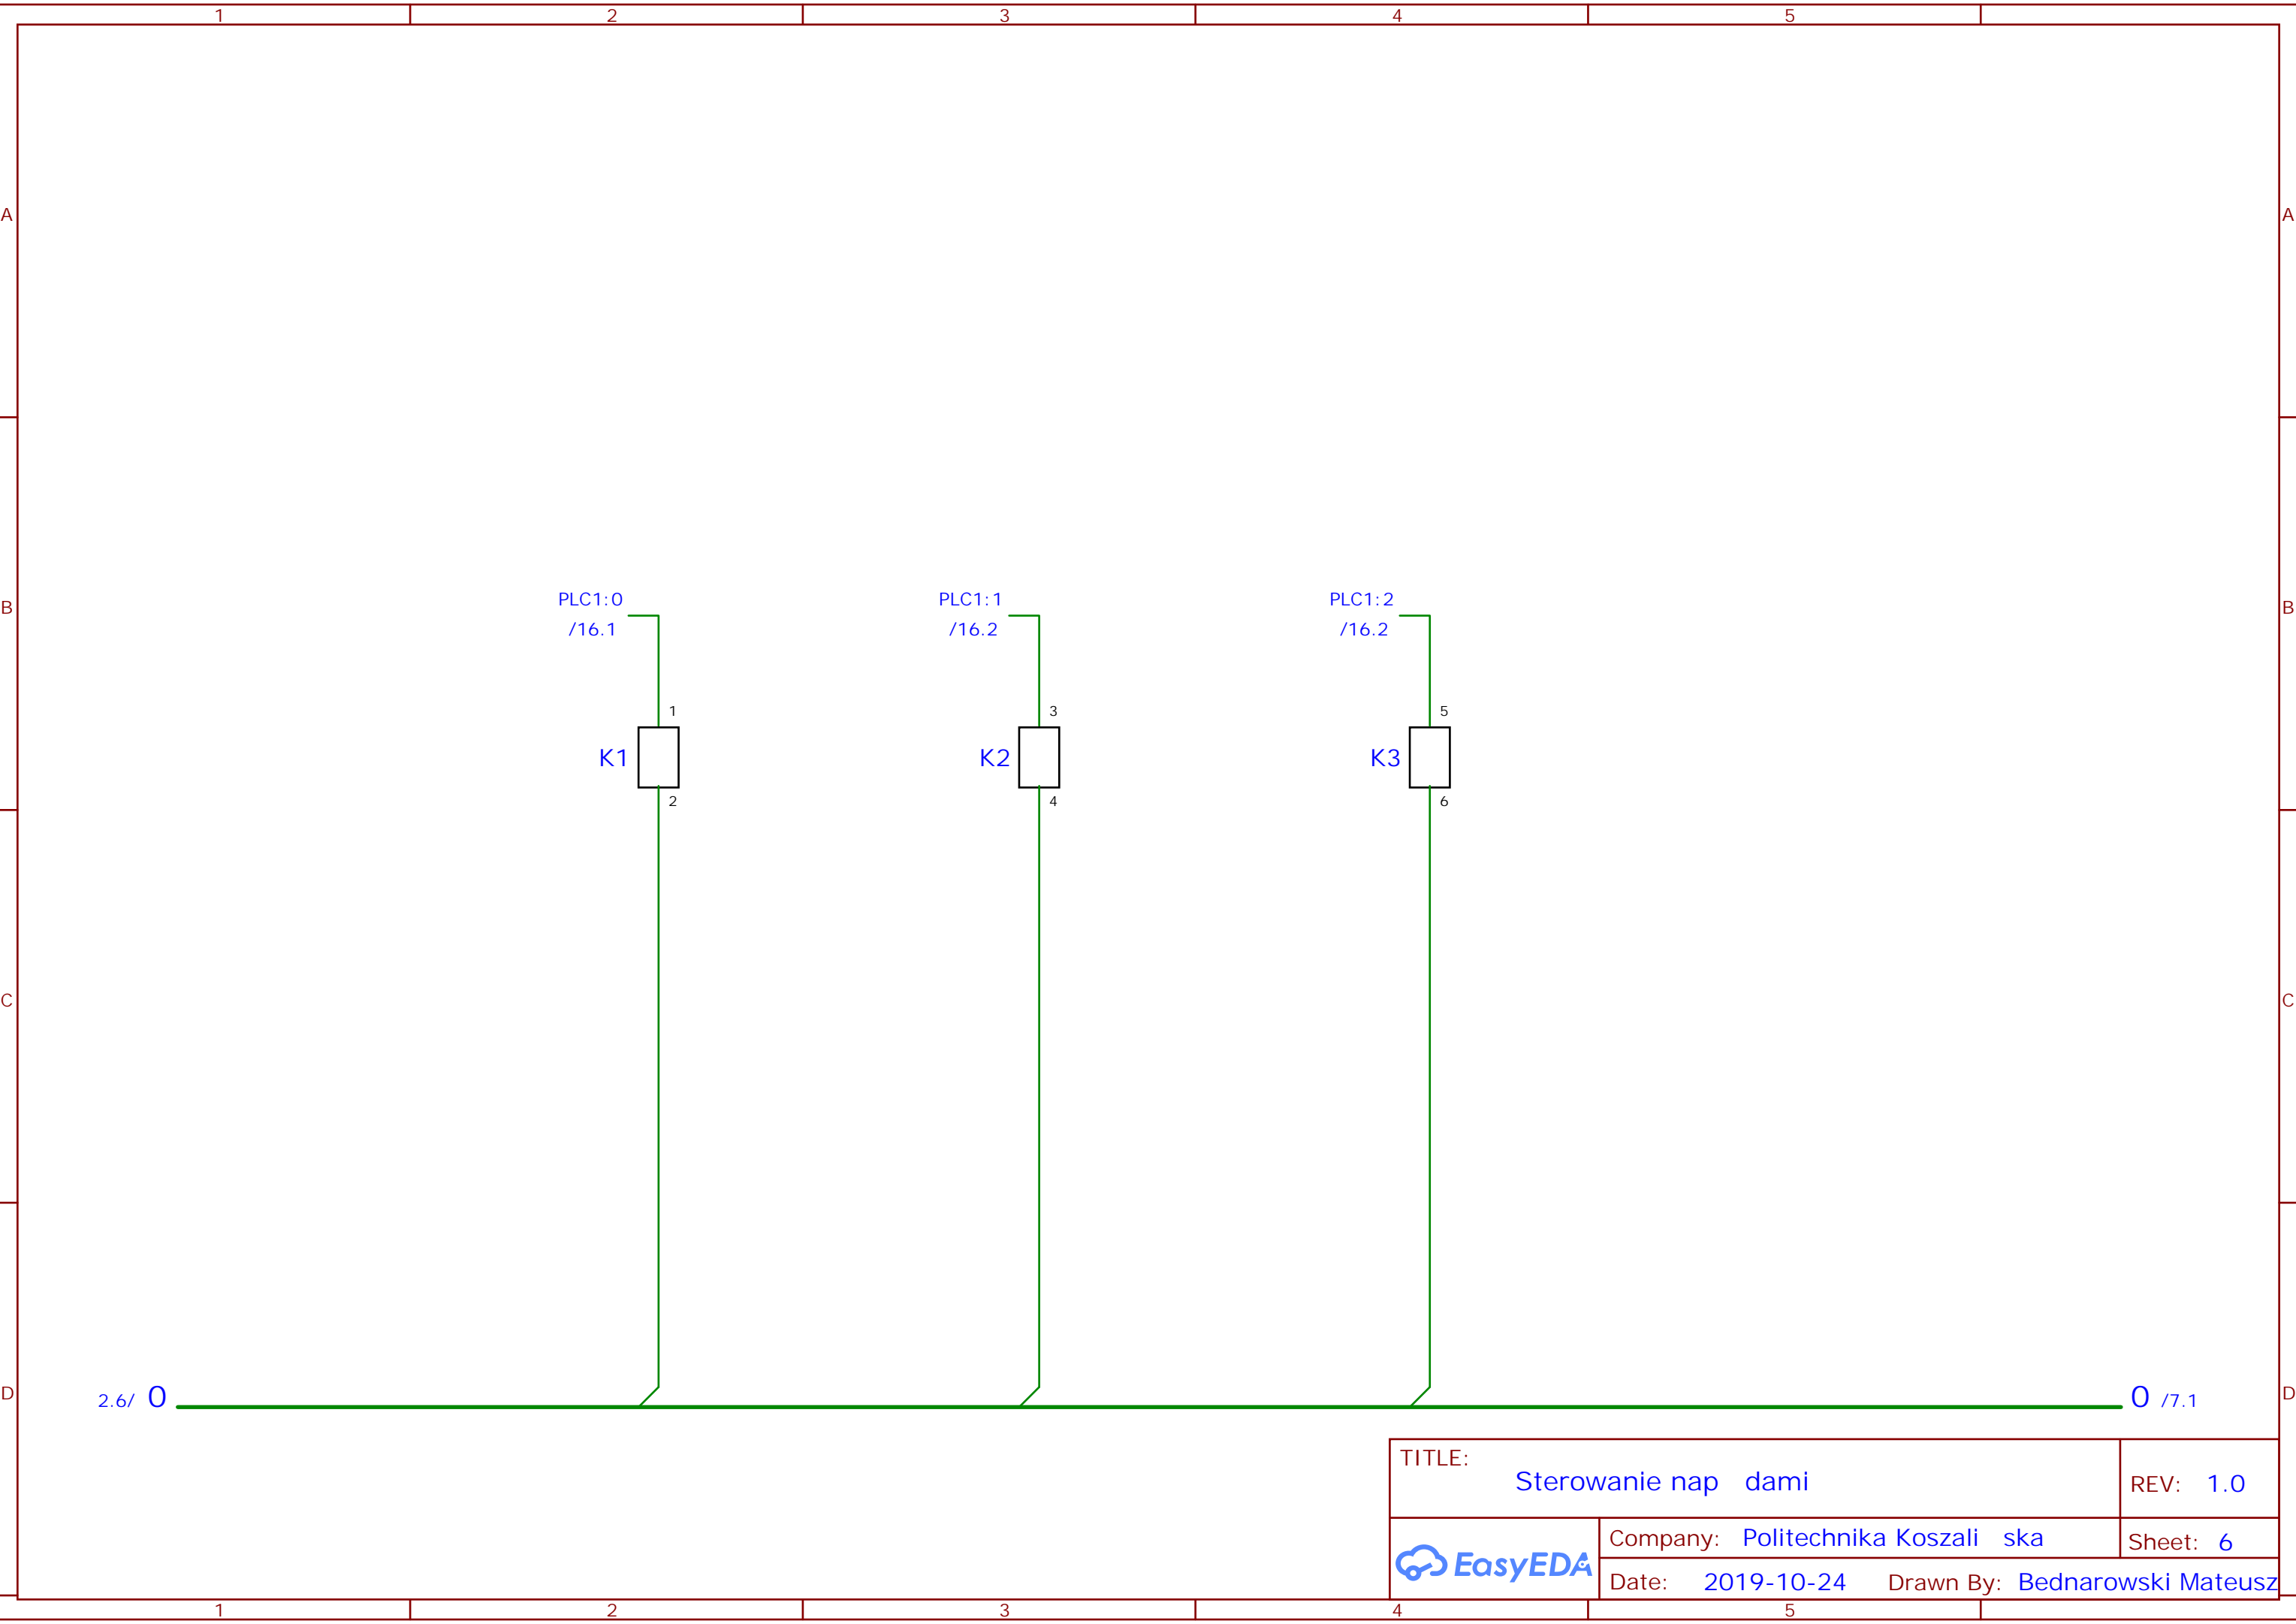 1 2 3 4 5
A A
PLC1:0 PLC1:1 PLC1:2
B B
/16.1 /16.2 /16.2
1 3 5
K1 K2 K3
2 4 6
C C
D D
2.6/ 0 0 /7.1
TITLE:
Sterowanie nap dami
REV: 1.0
Company: Politechnika Koszali ska
Sheet: 6
EasyEDA
Date: 2019-10-24 Drawn By: Bednarowski Mateusz
1 2 3 4 5